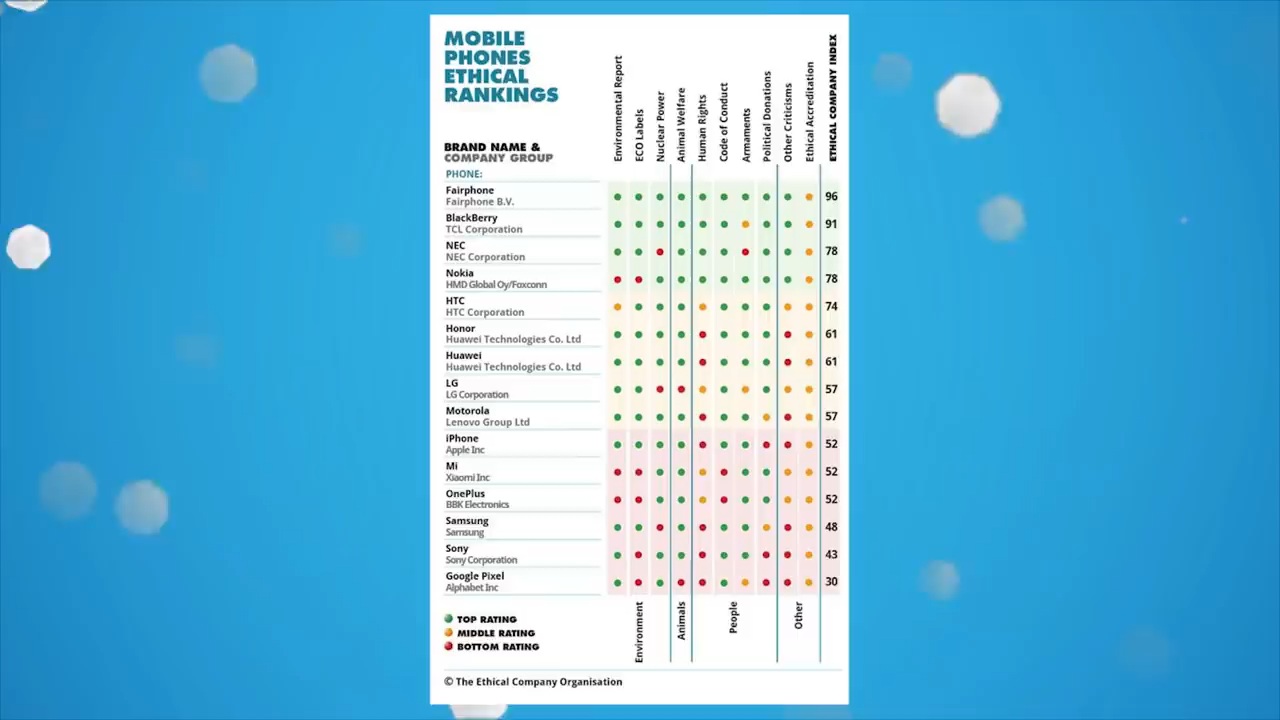 MOBILE
PHONES
ETHICAL
RANKINGS
Environmental Report
ECO Labels
Nuclear Power
Animal Welfare
Human Rights
Code of Conduct
Armaments
Political Donations
Other Criticisms
Ethical Accreditation
ETHICAL COMPANY INDEX
BRAND NAME &
COMPANY GROUP
PHONE:
Fairphone
Fairphone B.V.
96
BlackBerry
TCL Corporation
91
NEC
NEC Corporation
78
Nokia
HMD Global Oy/Foxconn
78
HTC
HTC Corporation
74
Honor
Huawei Technologies Co. Ltd
61
Huawei
Huawei Technologies Co. Ltd
61
LG
LG Corporation
57
Motorola
Lenovo Group Ltd
57
iPhone
Apple Inc
52
Mi
Xiaomi Inc
52
OnePlus
BBK Electronics
52
Samsung
Samsung
48
Sony
Sony Corporation
43
Google Pixel
Alphabet Inc
30
TOP RATING
MIDDLE RATING
BOTTOM RATING
Environment
Animals
People
Other
© The Ethical Company Organisation